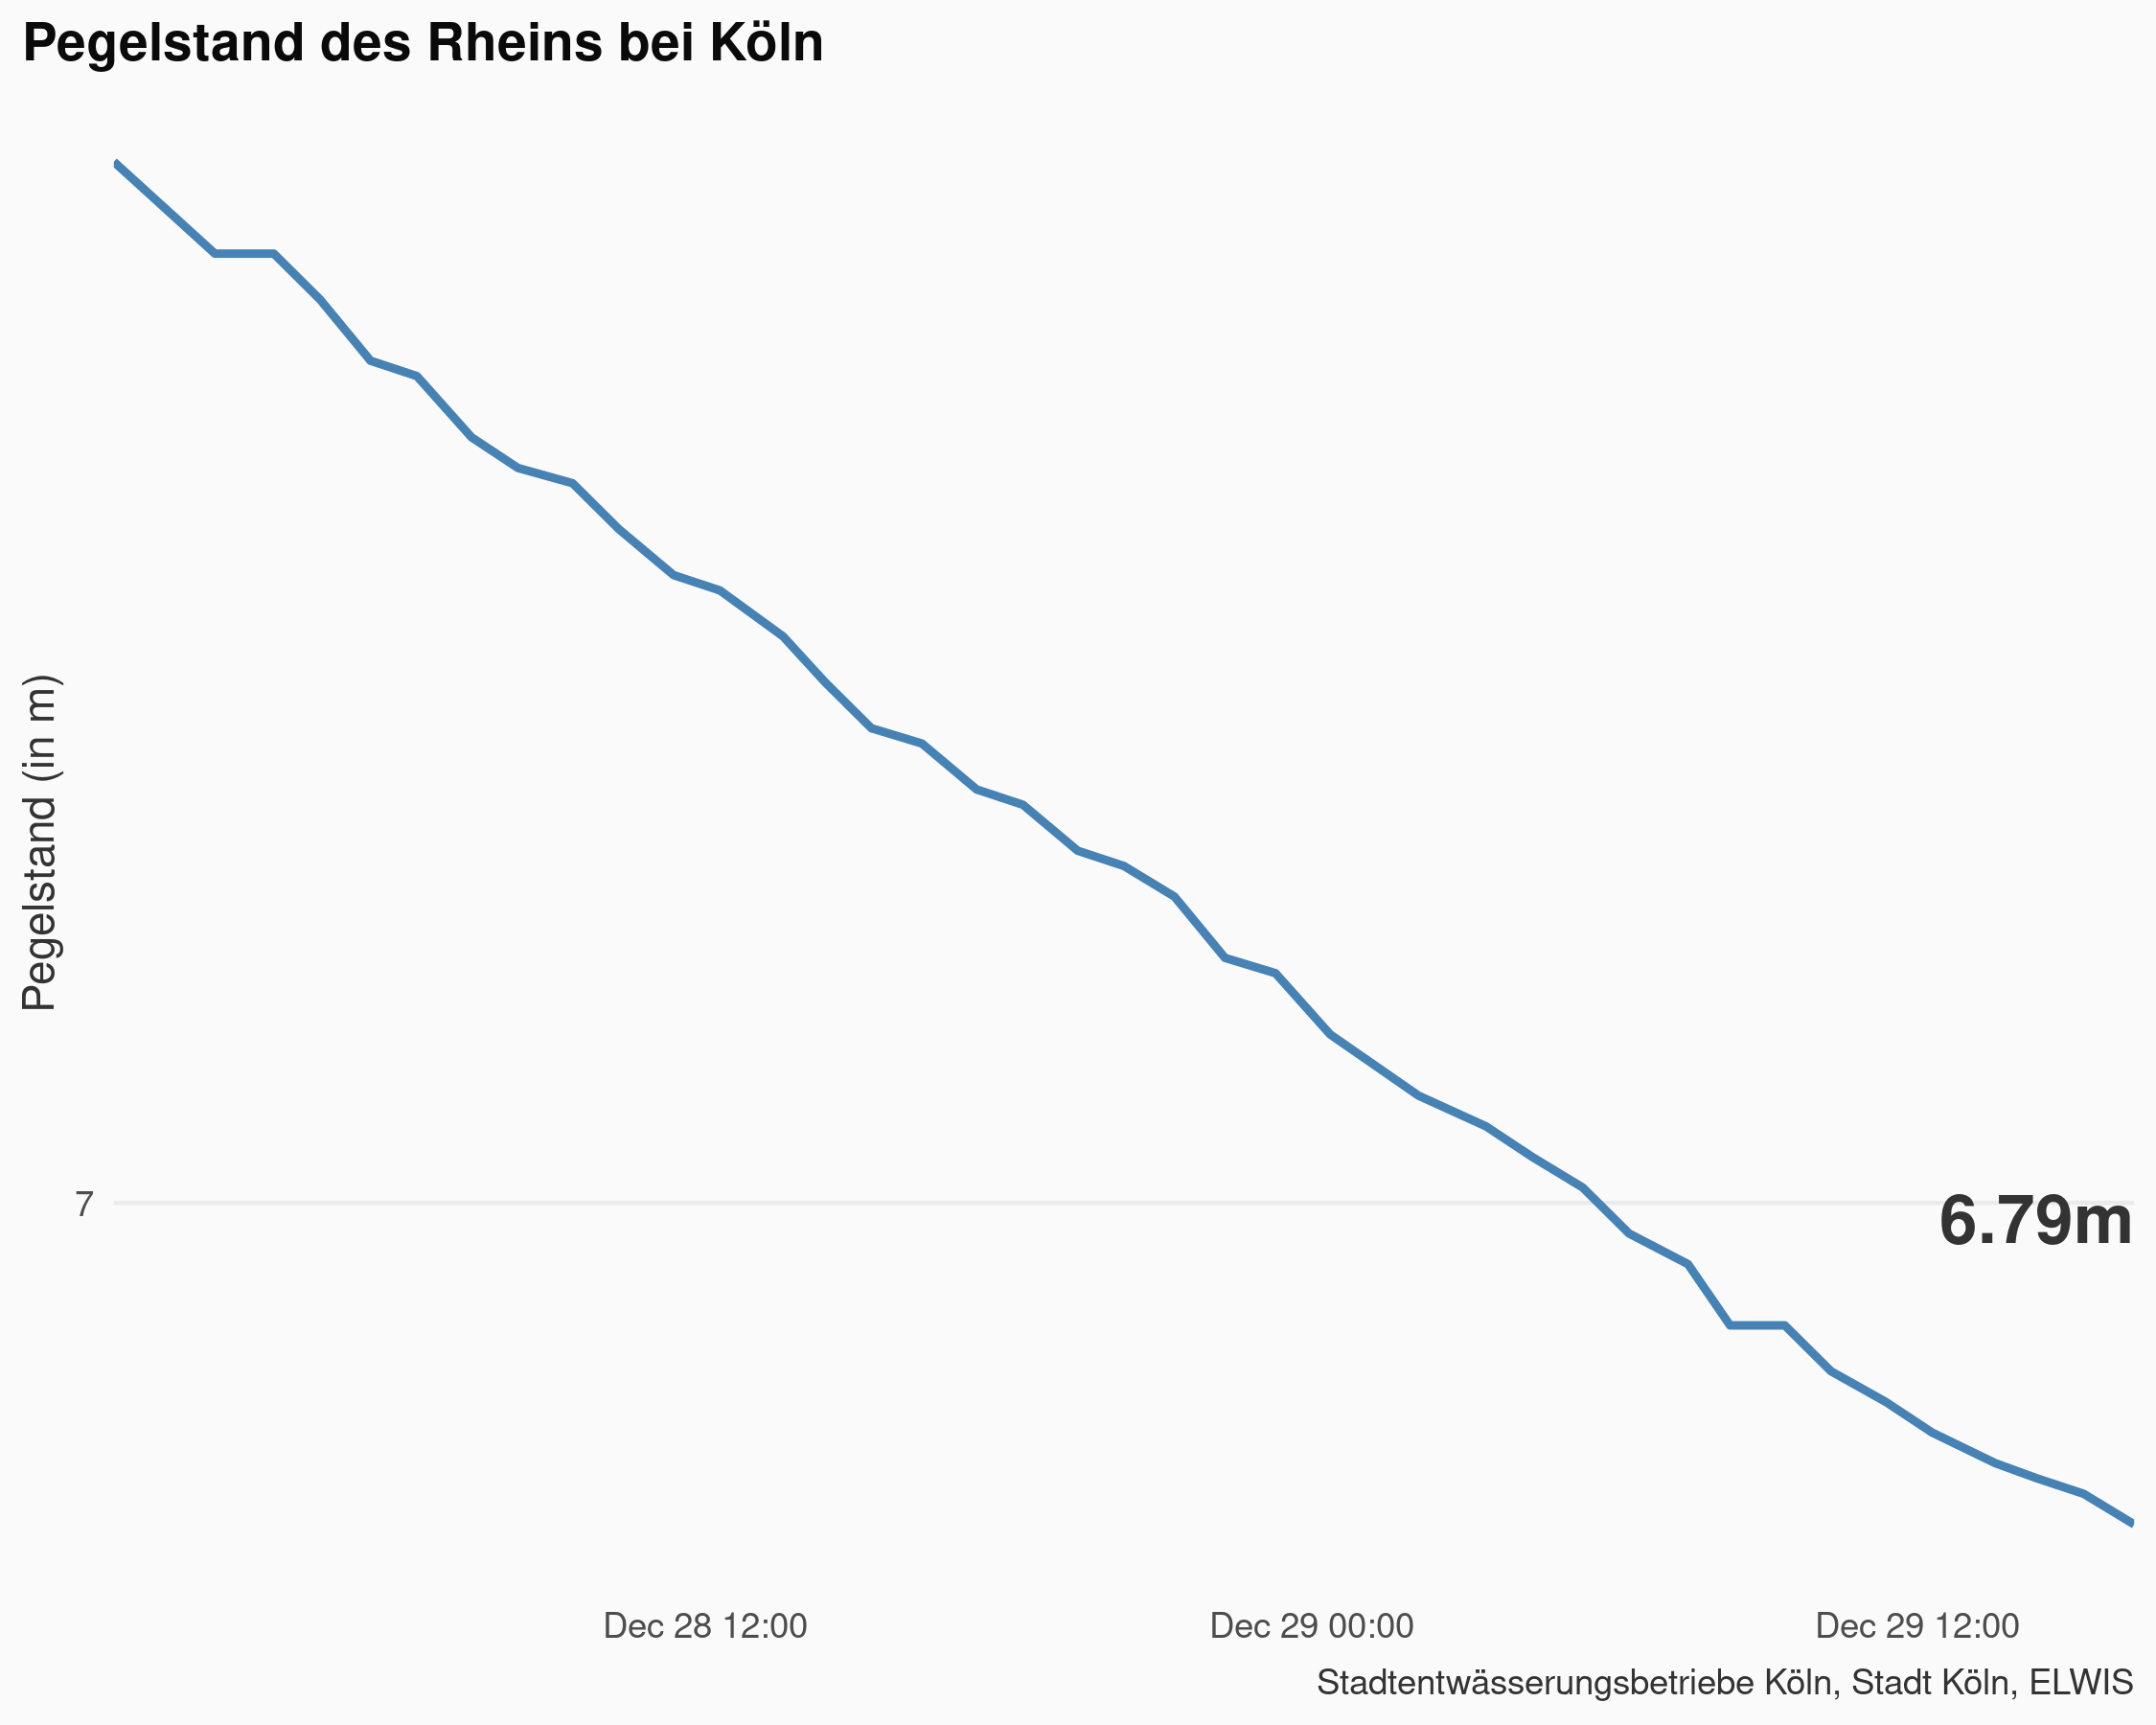 Pegelstand des Rheins bei Köln
Pegelstand (in m)
7
6.79m
Dec 28 12:00
Dec 29 00:00
Dec 29 12:00
Stadtentwässerungsbetriebe Köln, Stadt Köln, ELWIS